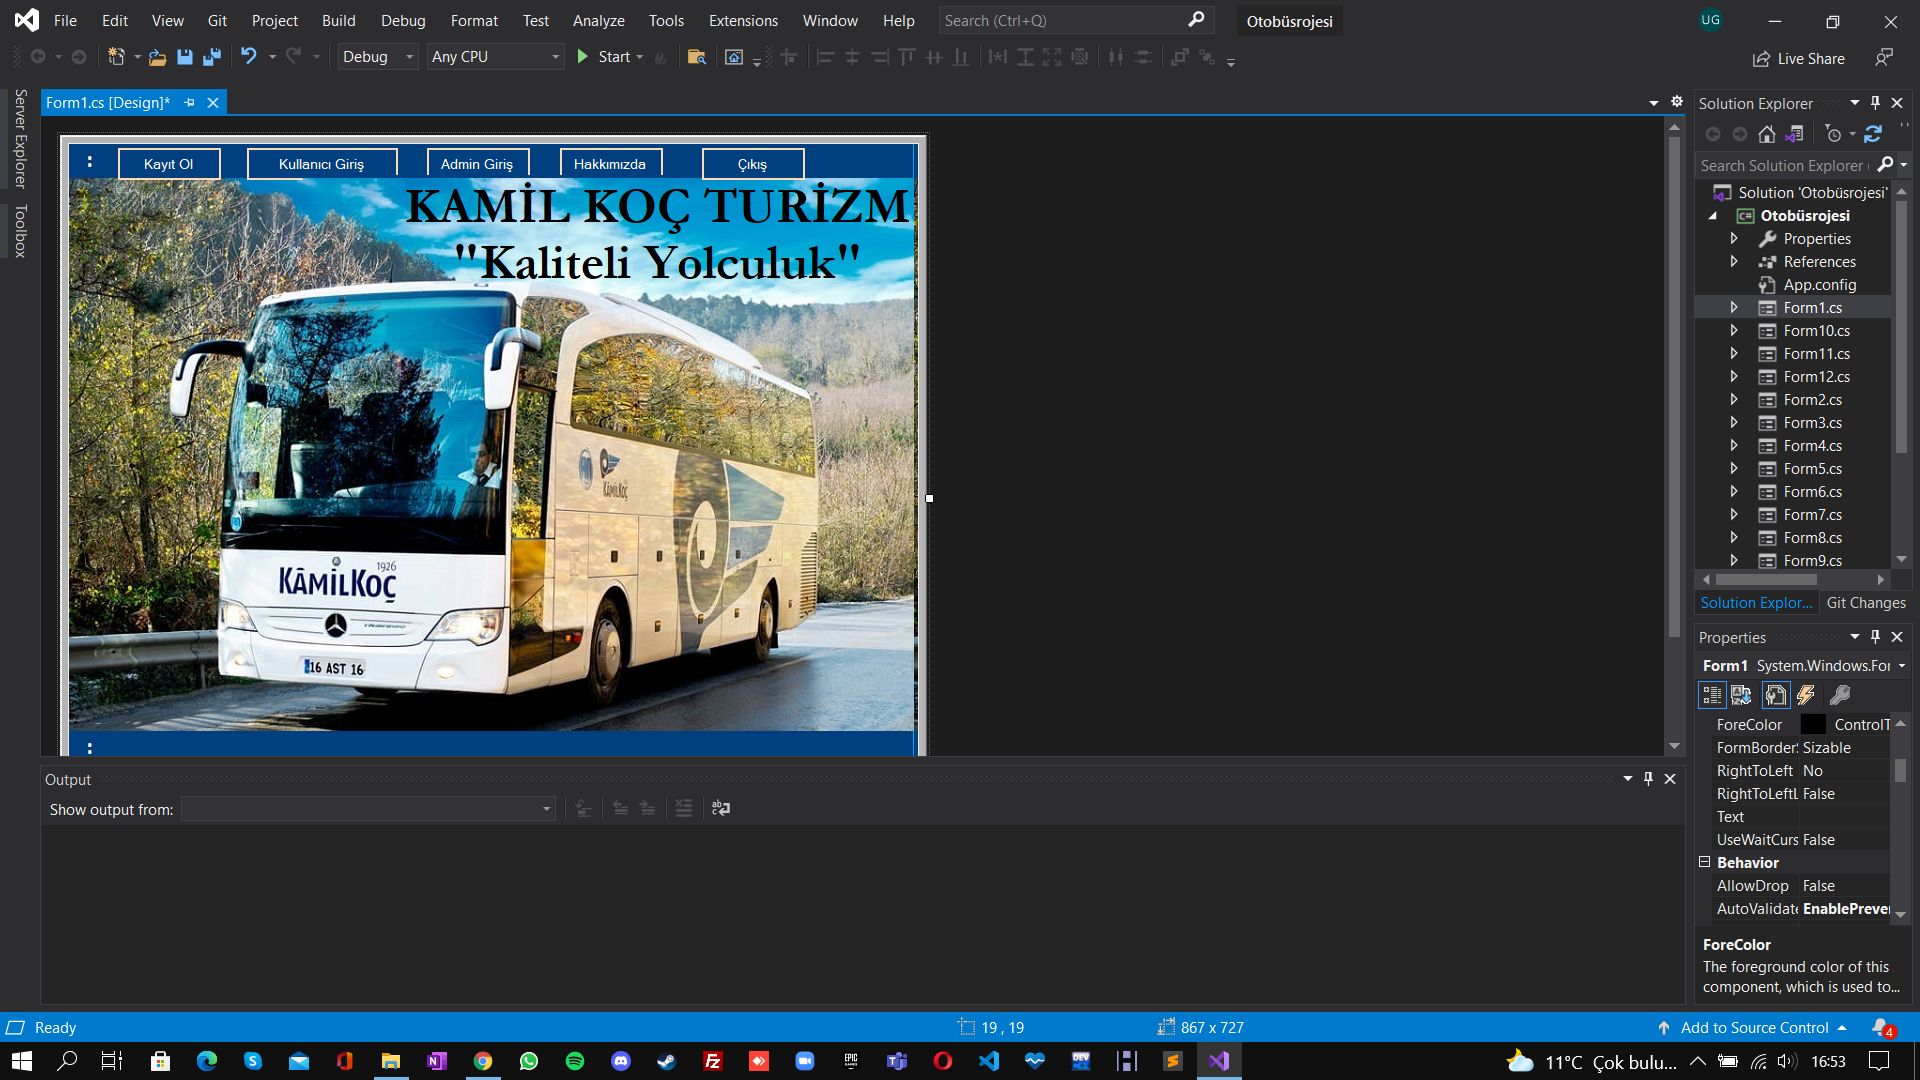 File Edit View Git Project Build Debug Format Test Analyze Tools Extensions Window Help Search (Ctrl+Q) Otobüsrojesi UG
Debug Any CPU Start Live Share
Server Explorer
Toolbox
Form1.cs [Design]*
Kayıt Ol Kullanıcı Giriş Admin Giriş Hakkımızda Çıkış
KAMİL KOÇ TURİZM
"Kaliteli Yolculuk"
KAMİLKOÇ
1926
KÂMİLKOÇ
16 AST 16
Output
Show output from:
Solution Explorer
Search Solution Explorer (
Solution 'Otobüsrojesi'
C# Otobüsrojesi
Properties
References
App.config
Form1.cs
Form10.cs
Form11.cs
Form12.cs
Form2.cs
Form3.cs
Form4.cs
Form5.cs
Form6.cs
Form7.cs
Form8.cs
Form9.cs
Solution Explor... Git Changes
Properties
Form1 System.Windows.For
ForeColor ControlT
FormBorderS Sizable
RightToLeft No
RightToLeftL False
Text
UseWaitCurs False
Behavior
AllowDrop False
AutoValidate EnablePreven
ForeColor
The foreground color of this
component, which is used to...
Ready 19 , 19 867 x 727 Add to Source Control 4
11°C Çok bulu... 16:53